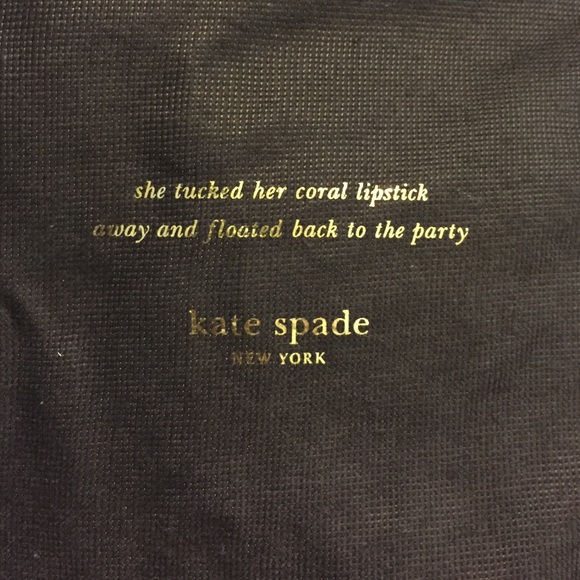 she tucked her coral lipstick
away and floated back to the party
kate spade
NEW YORK